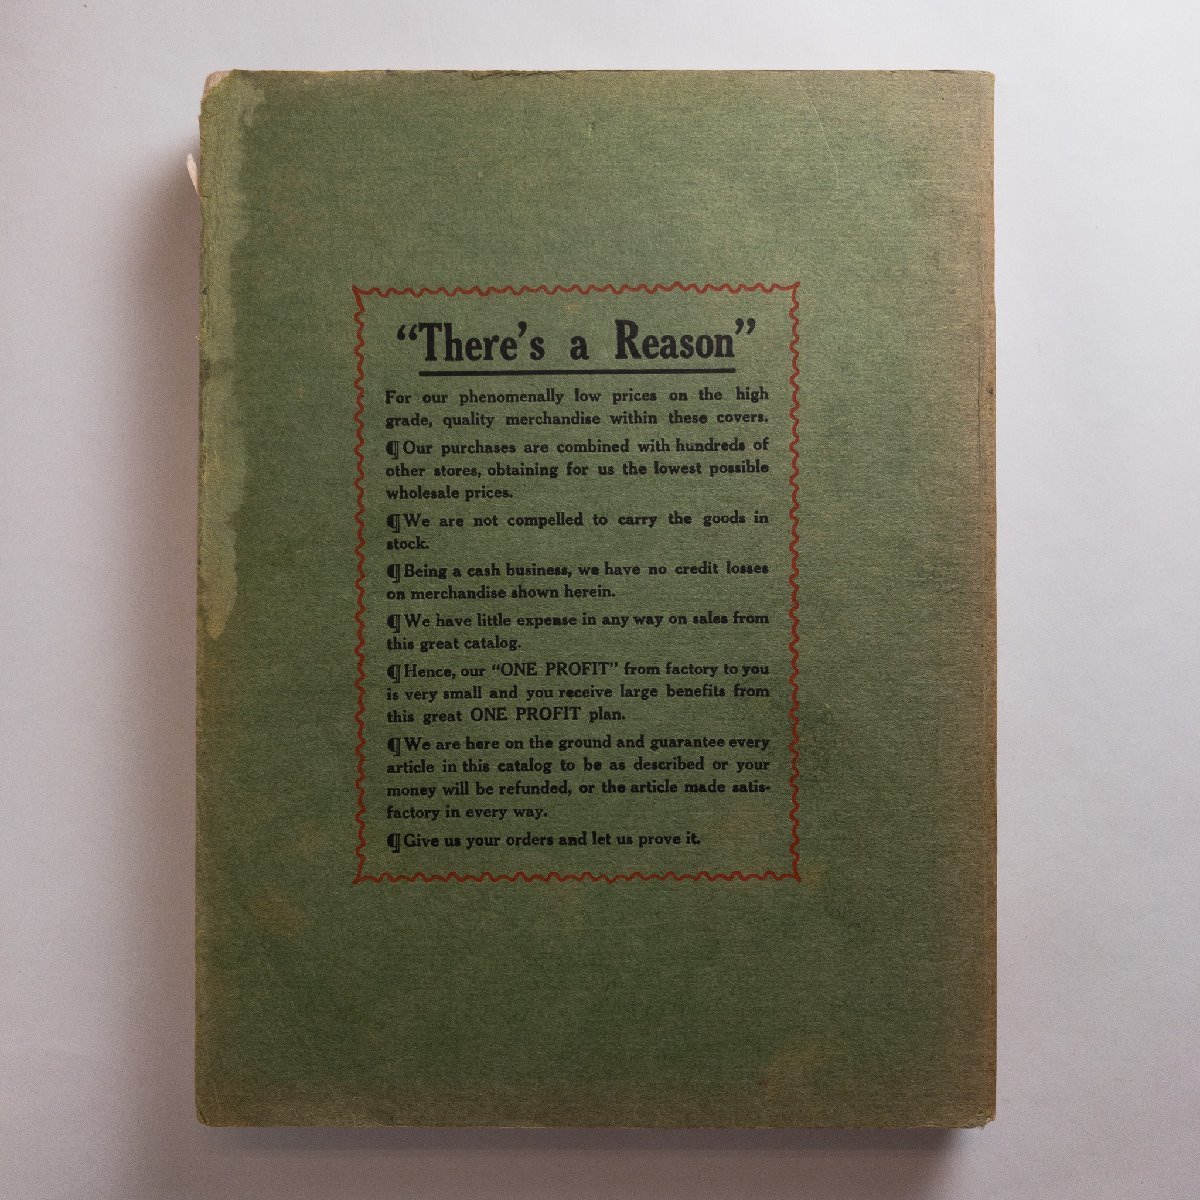 “There’s a Reason”
For our phenomenally low prices on the high
grade, quality merchandise within these covers.
¶ Our purchases are combined with hundreds of
other stores, obtaining for us the lowest possible
wholesale prices.
¶ We are not compelled to carry the goods in
stock.
¶ Being a cash business, we have no credit losses
on merchandise shown herein.
¶ We have little expense in any way on sales from
this great catalog.
¶ Hence, our “ONE PROFIT” from factory to you
is very small and you receive large benefits from
this great ONE PROFIT plan.
¶ We are here on the ground and guarantee every
article in this catalog to be as described or your
money will be refunded, or the article made satis-
factory in every way.
¶ Give us your orders and let us prove it.